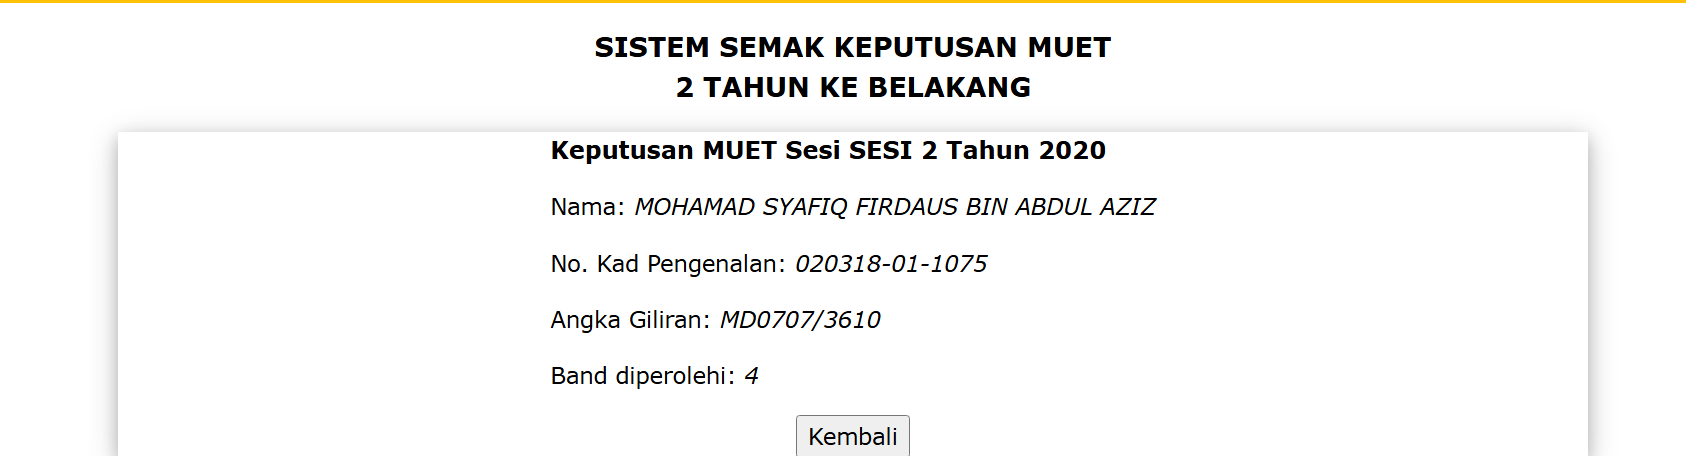 SISTEM SEMAK KEPUTUSAN MUET
2 TAHUN KE BELAKANG
Keputusan MUET Sesi SESI 2 Tahun 2020
Nama: MOHAMAD SYAFIQ FIRDAUS BIN ABDUL AZIZ
No. Kad Pengenalan: 020318-01-1075
Angka Giliran: MD0707/3610
Band diperolehi: 4
Kembali